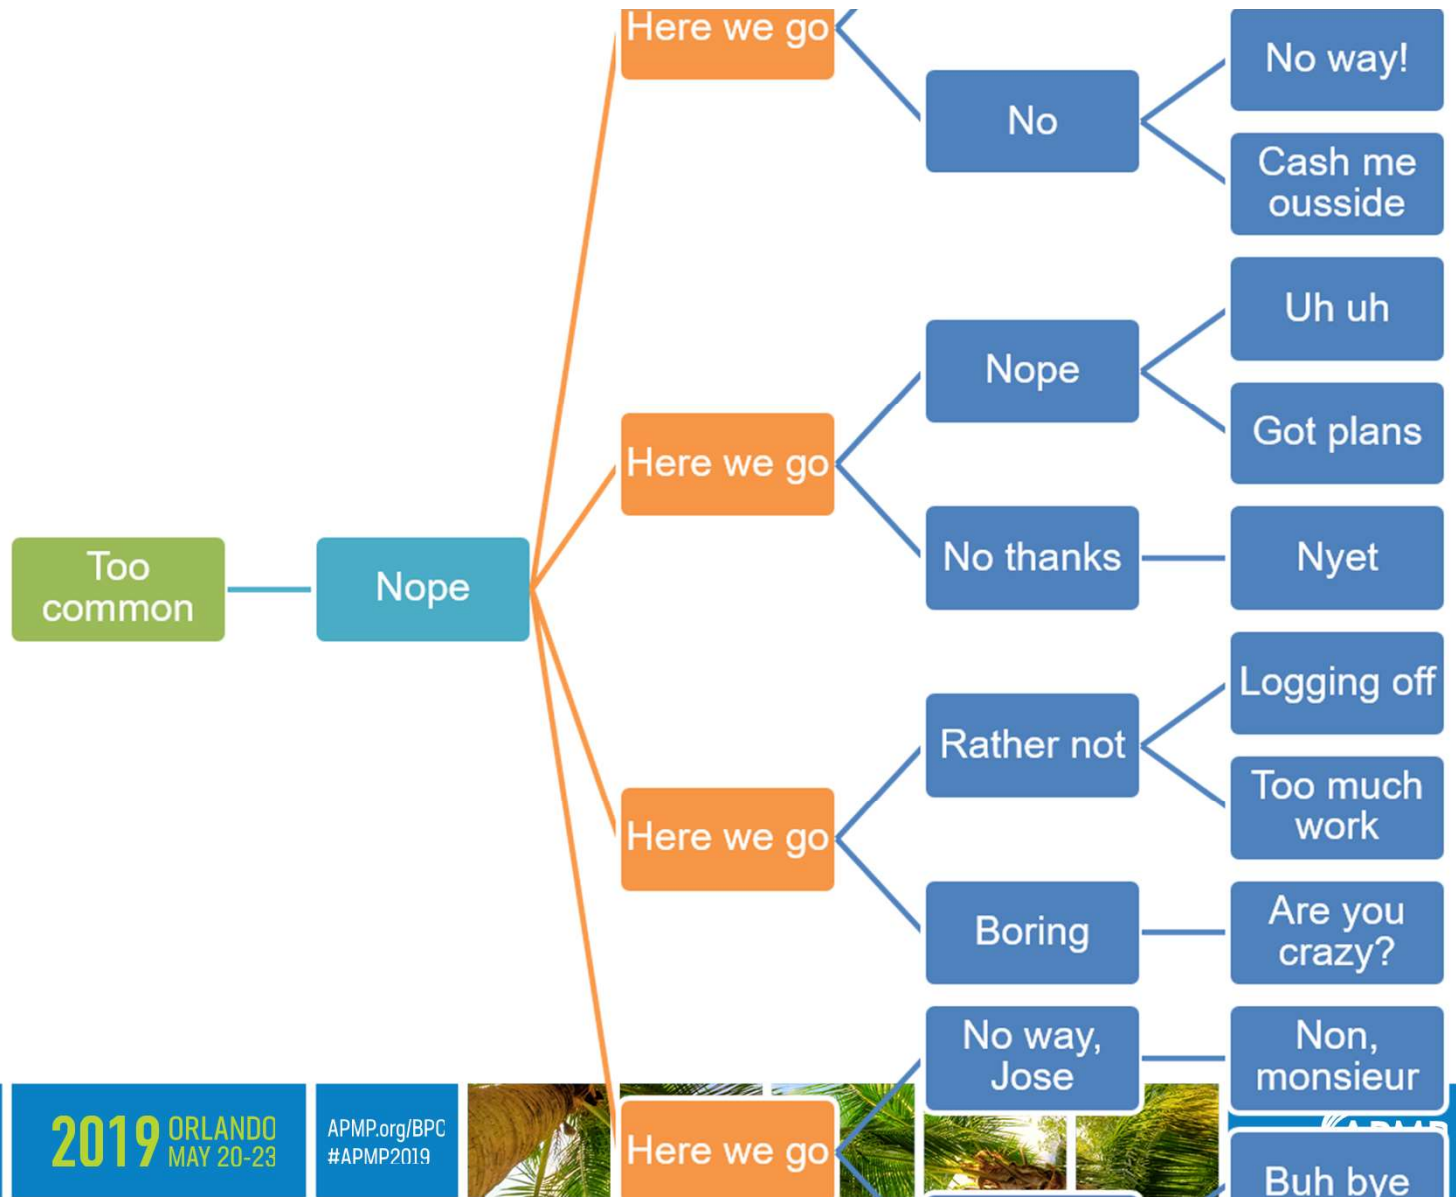 Here we go
No way!
No
Cash me
ousside
Uh uh
Nope
Got plans
Here we go
No thanks
Nyet
Too
common
Nope
Logging off
Rather not
Too much
work
Here we go
Boring
Are you
crazy?
No way,
Jose
Non,
monsieur
Here we go
Buh bye
2019 ORLANDO
MAY 20-23
APMP.org/BPC
#APMP2019